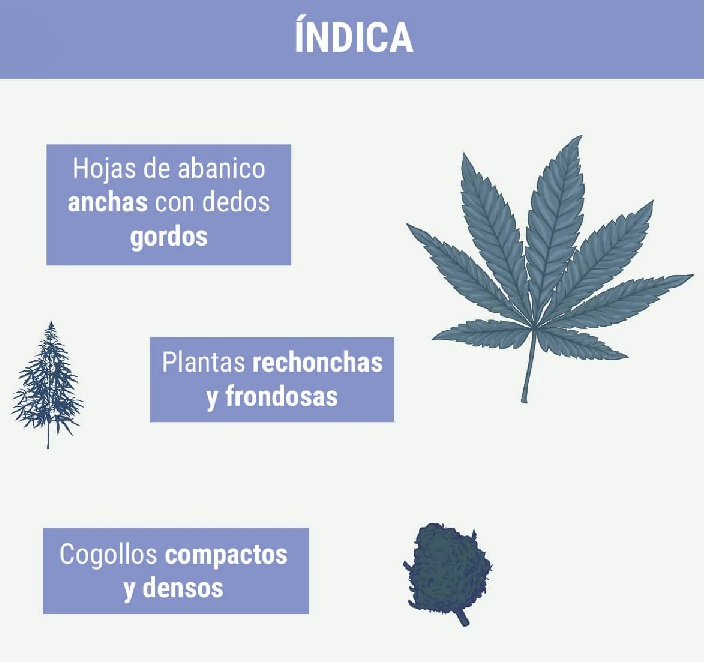 ÍNDICA
Hojas de abanico
anchas con dedos
gordos
Plantas rechonchas
y frondosas
Cogollos compactos
y densos